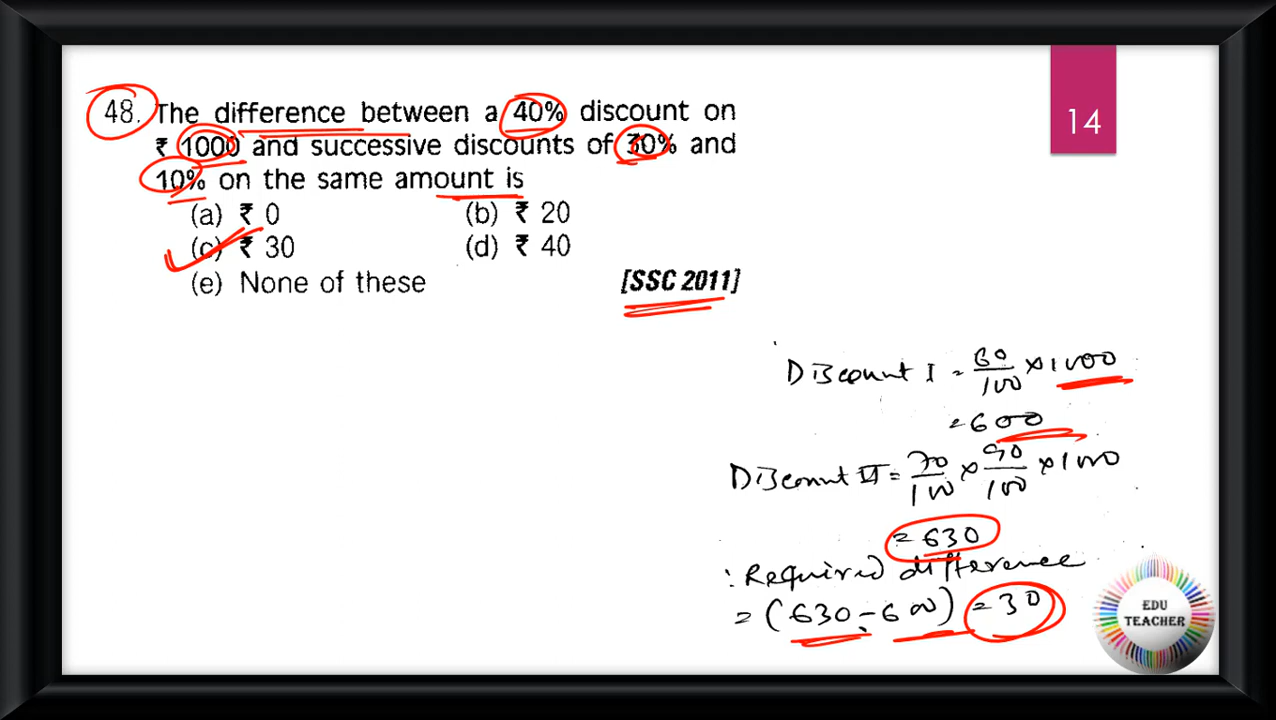 14
48. The difference between a 40% discount on
₹ 1000 and successive discounts of 30% and
10% on the same amount is
(a) ₹ 0 (b) ₹ 20
(c) ₹ 30 (d) ₹ 40
(e) None of these [SSC 2011]
Discount I = 60/100 × 1000
= 600
Discount II = 70/100 × 90/100 × 1000
= 630
: Required difference
= (630 - 600) = 30
EDU
TEACHER